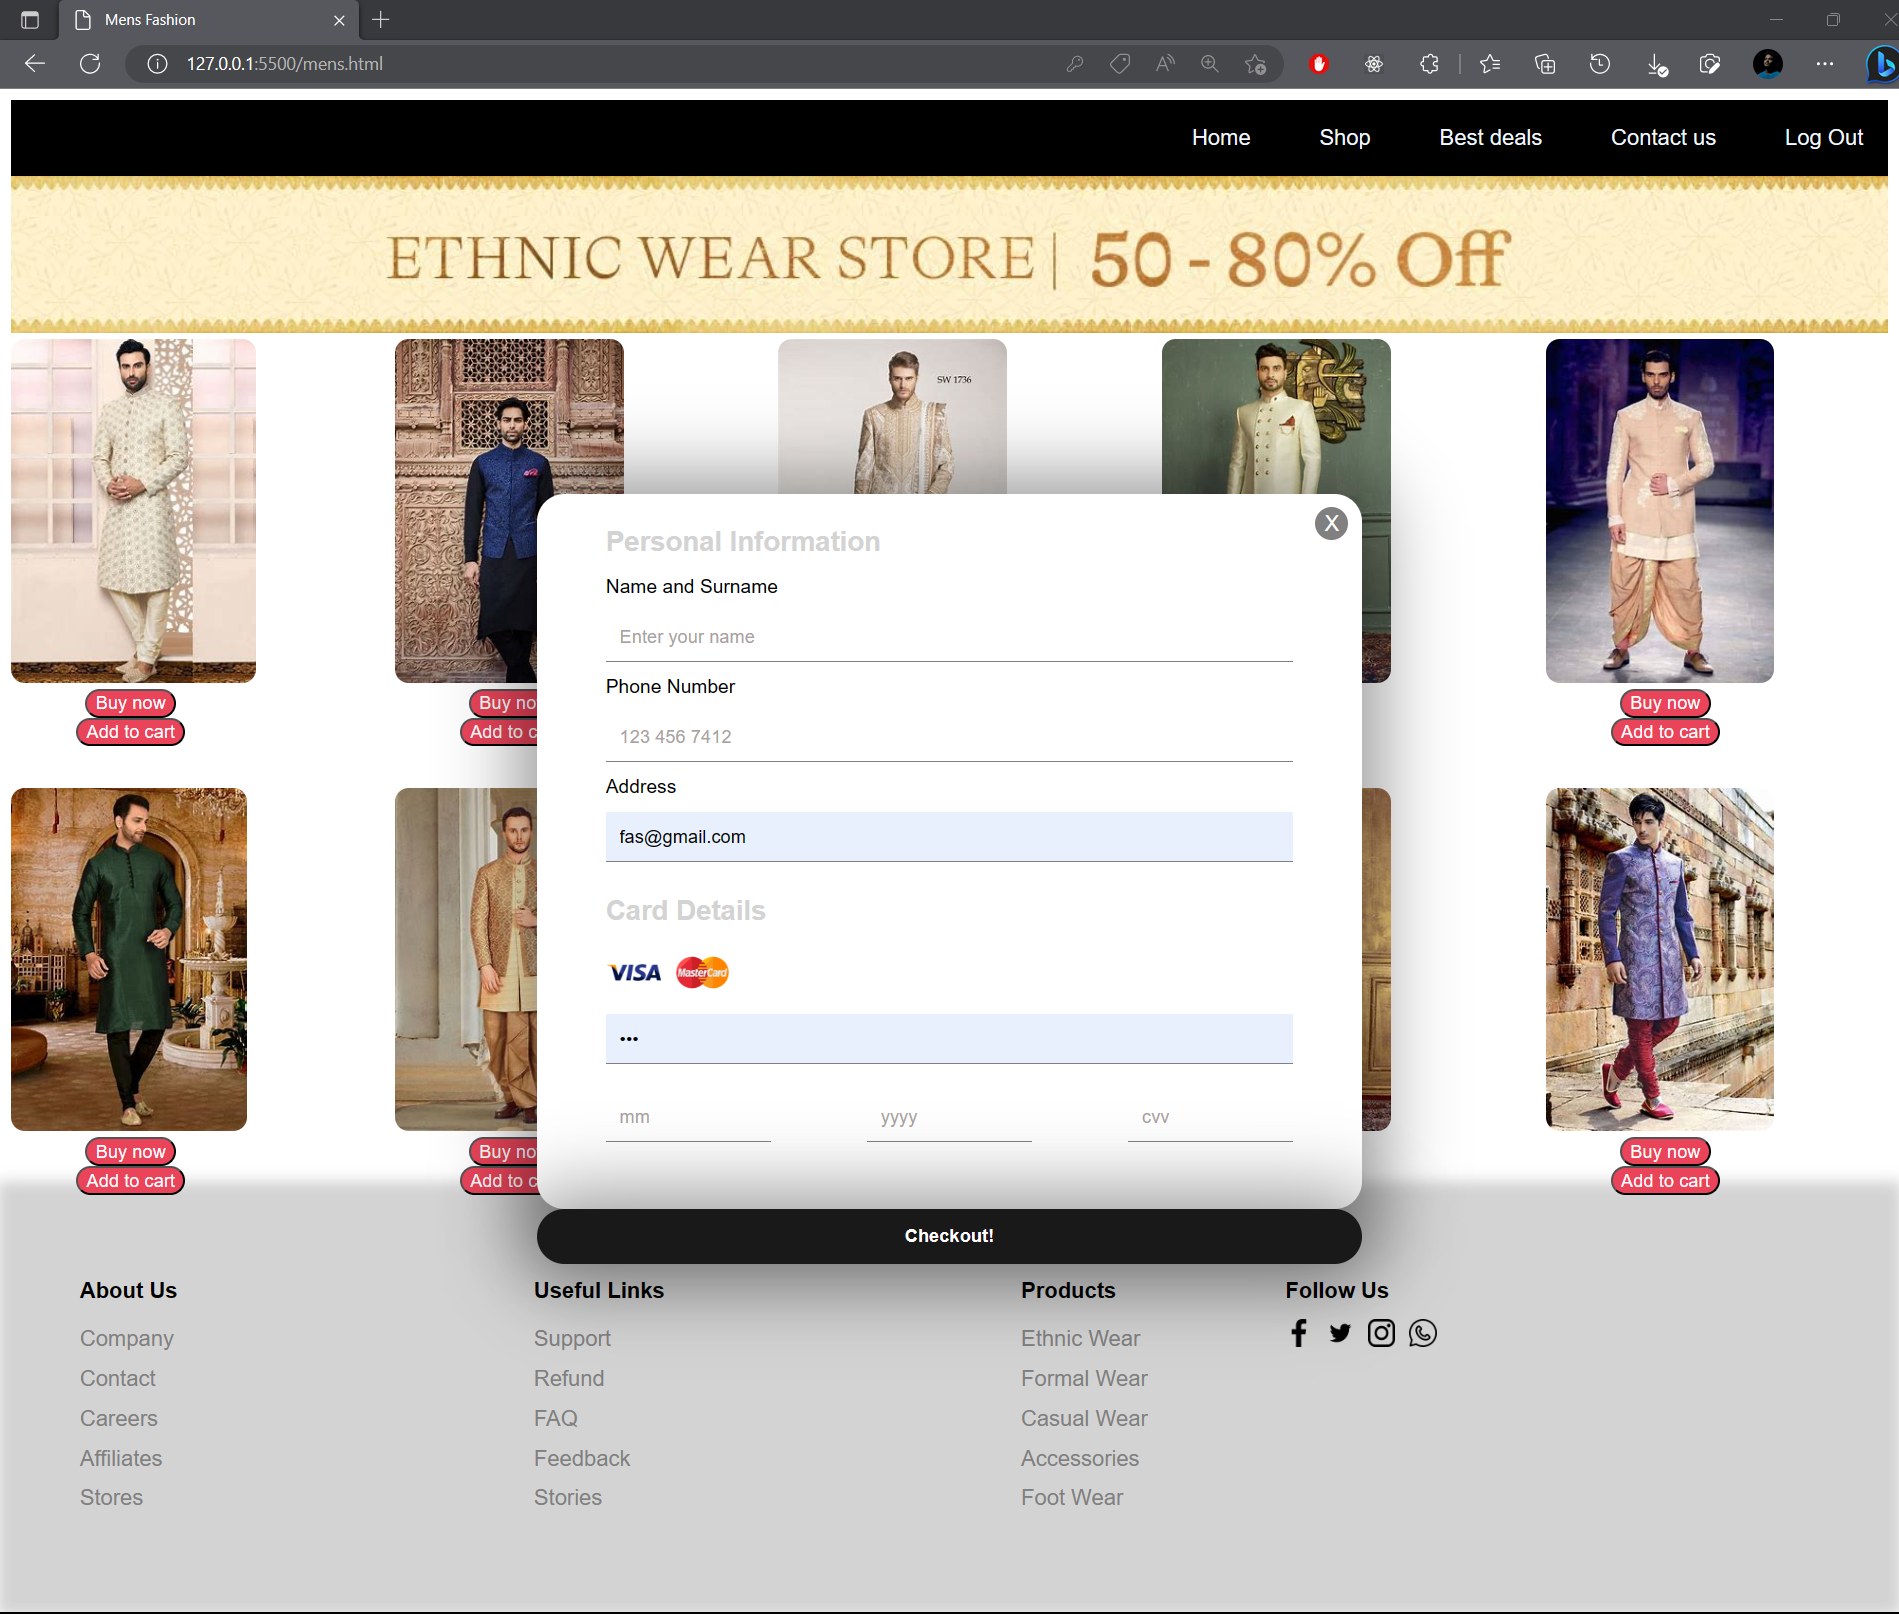 Mens Fashion
127.0.0.1:5500/mens.html
Home Shop Best deals Contact us Log Out
ETHNIC WEAR STORE | 50 - 80% Off
SW 1736
X
Personal Information
Name and Surname
Enter your name
Phone Number
123 456 7412
Address
fas@gmail.com
Card Details
VISA MasterCard
•••
mm yyyy cvv
Checkout!
Buy now Buy no Buy now
Add to cart Add to c Add to cart
Buy now Buy no Buy now
Add to cart Add to c Add to cart
About Us
Company
Contact
Careers
Affiliates
Stores
Useful Links
Support
Refund
FAQ
Feedback
Stories
Products
Ethnic Wear
Formal Wear
Casual Wear
Accessories
Foot Wear
Follow Us